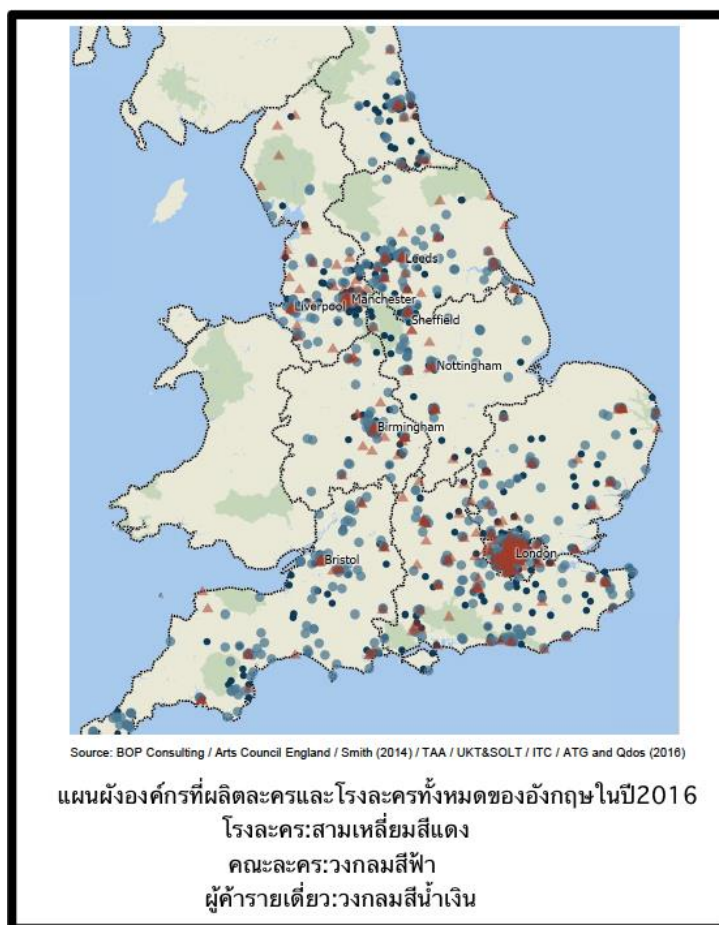 Leeds
Manchester
Liverpool
Sheffield
Nottingham
Birmingham
London
Bristol
Source: BOP Consulting / Arts Council England / Smith (2014) / TAA / UKT&SOLT / ITC / ATG and Qdos (2016)
แผนผังองค์กรที่ผลิตละครและโรงละครทั้งหมดของอังกฤษในปี2016
โรงละคร:สามเหลี่ยมสีแดง
คณะละคร:วงกลมสีฟ้า
ผู้ค้ารายเดี่ยว:วงกลมสีน้ำเงิน